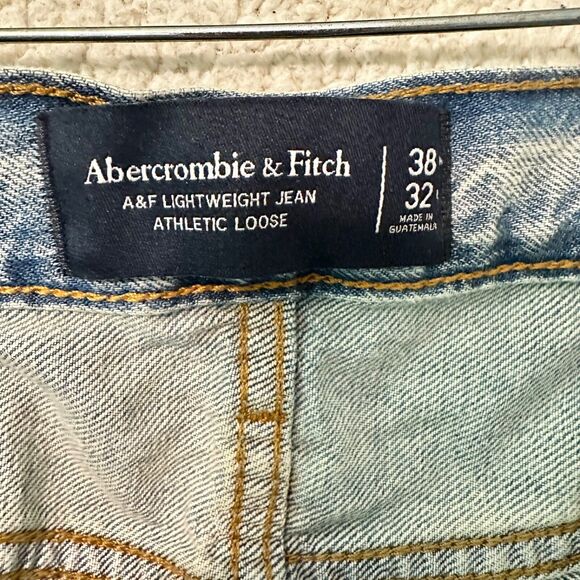 Abercrombie & Fitch
A&F LIGHTWEIGHT JEAN
ATHLETIC LOOSE
38
32
MADE IN
GUATEMALA